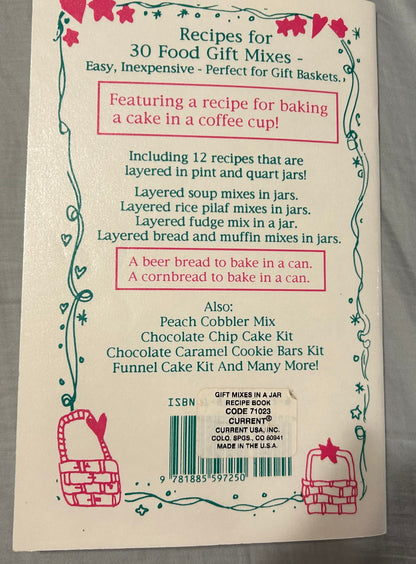 Recipes for
30 Food Gift Mixes -
Easy, Inexpensive - Perfect for Gift Baskets.
Featuring a recipe for baking
a cake in a coffee cup!
Including 12 recipes that are
layered in pint and quart jars!
Layered soup mixes in jars.
Layered rice pilaf mixes in jars.
Layered fudge mix in a jar.
Layered bread and muffin mixes in jars.
A beer bread to bake in a can.
A cornbread to bake in a can.
Also:
Peach Cobbler Mix
Chocolate Chip Cake Kit
Chocolate Caramel Cookie Bars Kit
Funnel Cake Kit And Many More!
ISBN
GIFT MIXES IN A JAR
RECIPE BOOK
CODE 71023
CURRENT®
CURRENT USA, INC.
COLO. SPGS., CO 80941
MADE IN THE U.S.A.
9 781885 597250